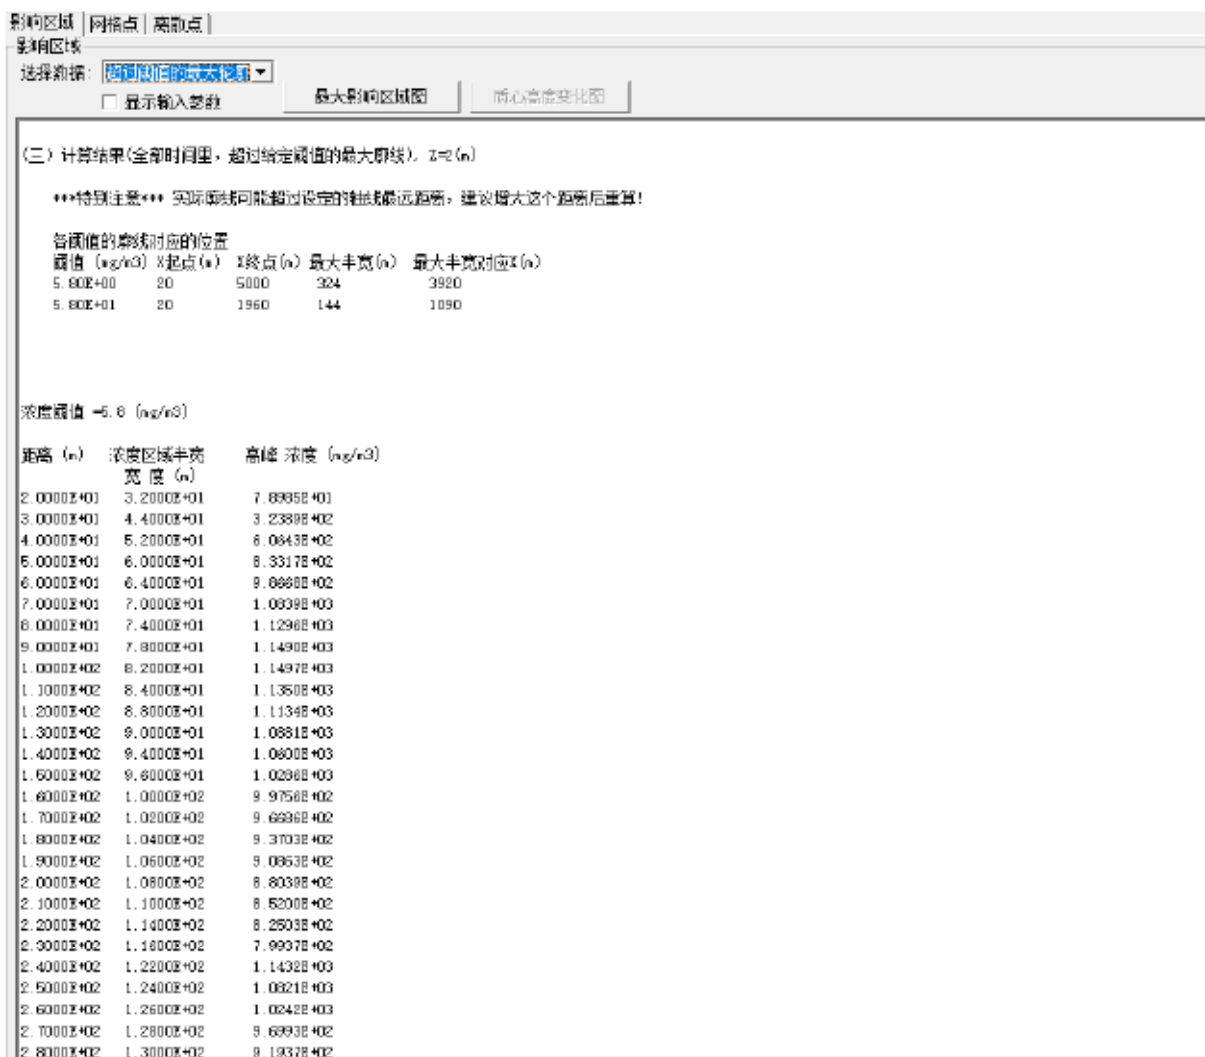 影响区域 网格点 离散点
影响区域
选择数据: 超过阈值的最大轮廓
显示输入参数 最大影响区域图 质心高度变化图
(三) 计算结果(全部时间里，超过给定阈值的最大廓线), Z=2(m)
***特别注意*** 实际廓线可能超过设定的轴线最远距离，建议增大这个距离后重算!
各阈值的廓线对应的位置
阈值 (mg/m3) X起点(m) X终点(m) 最大半宽(m) 最大半宽对应X(m)
5.80E+00 20 5000 324 3920
5.80E+01 20 1960 144 1090
浓度阈值 =5.8 (mg/m3)
距离 (m) 浓度区域半宽 高峰 浓度 (mg/m3)
宽 度 (m)
2.0000E+01 3.2000E+01 7.8985E+01
3.0000E+01 4.4000E+01 3.2389E+02
4.0000E+01 5.2000E+01 6.0643E+02
5.0000E+01 6.0000E+01 8.3317E+02
6.0000E+01 6.4000E+01 9.8668E+02
7.0000E+01 7.0000E+01 1.0839E+03
8.0000E+01 7.4000E+01 1.1296E+03
9.0000E+01 7.8000E+01 1.1490E+03
1.0000E+02 8.2000E+01 1.1497E+03
1.1000E+02 8.4000E+01 1.1350E+03
1.2000E+02 8.8000E+01 1.1134E+03
1.3000E+02 9.0000E+01 1.0881E+03
1.4000E+02 9.4000E+01 1.0600E+03
1.5000E+02 9.6000E+01 1.0286E+03
1.6000E+02 1.0000E+02 9.9756E+02
1.7000E+02 1.0200E+02 9.6696E+02
1.8000E+02 1.0400E+02 9.3703E+02
1.9000E+02 1.0600E+02 9.0863E+02
2.0000E+02 1.0800E+02 8.8039E+02
2.1000E+02 1.1000E+02 8.5200E+02
2.2000E+02 1.1400E+02 8.2503E+02
2.3000E+02 1.1600E+02 7.9937E+02
2.4000E+02 1.2200E+02 1.1432E+03
2.5000E+02 1.2400E+02 1.0821E+03
2.6000E+02 1.2600E+02 1.0242E+03
2.7000E+02 1.2800E+02 9.6993E+02
2.8000E+02 1.3000E+02 9.1937E+02